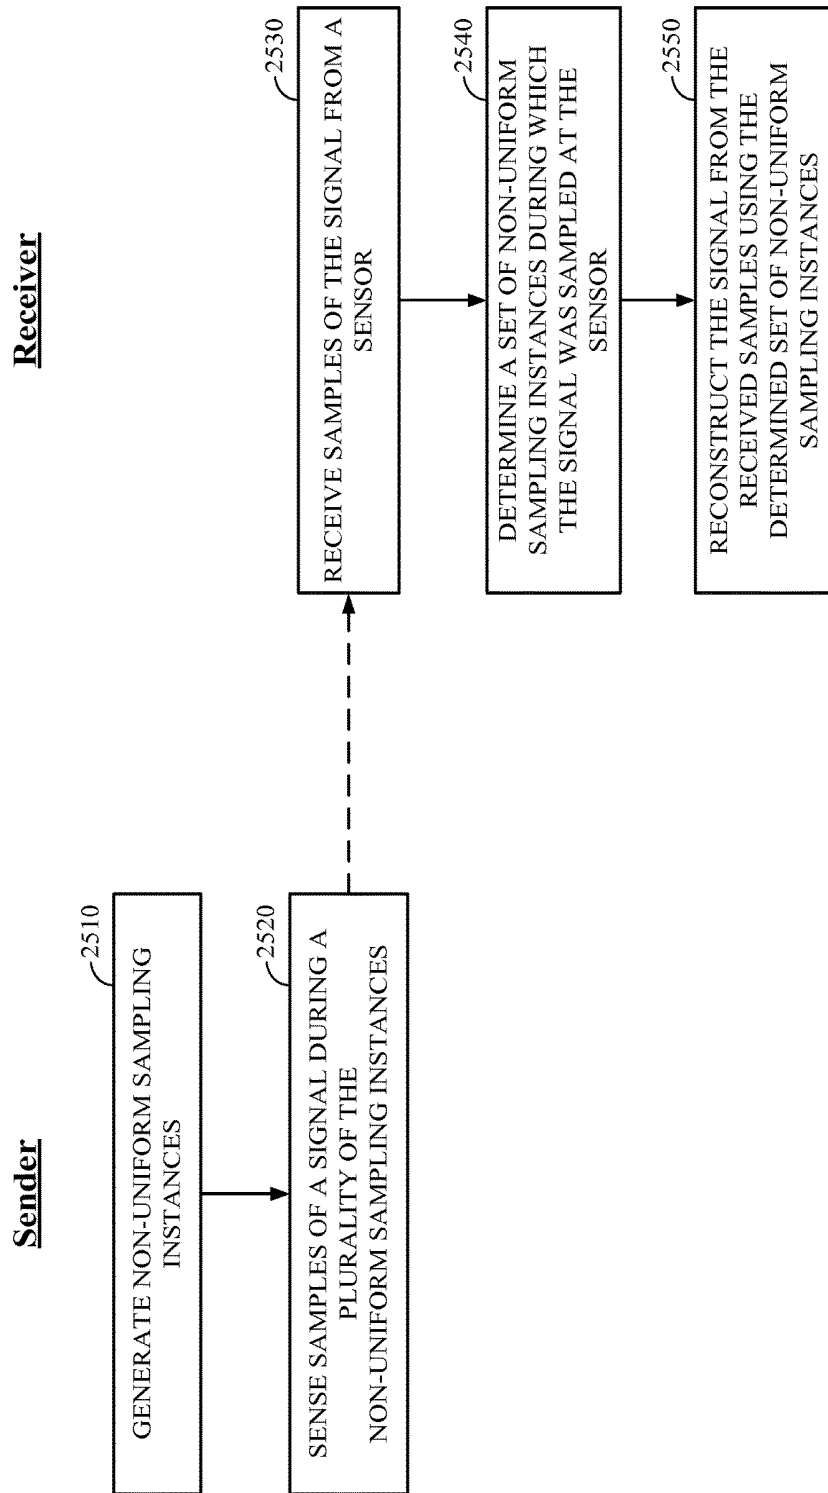 Sender
2510
GENERATE NON-UNIFORM SAMPLING
INSTANCES
2520
SENSE SAMPLES OF A SIGNAL DURING A
PLURALITY OF THE
NON-UNIFORM SAMPLING INSTANCES
Receiver
2530
RECEIVE SAMPLES OF THE SIGNAL FROM A
SENSOR
2540
DETERMINE A SET OF NON-UNIFORM
SAMPLING INSTANCES DURING WHICH
THE SIGNAL WAS SAMPLED AT THE
SENSOR
2550
RECONSTRUCT THE SIGNAL FROM THE
RECEIVED SAMPLES USING THE
DETERMINED SET OF NON-UNIFORM
SAMPLING INSTANCES